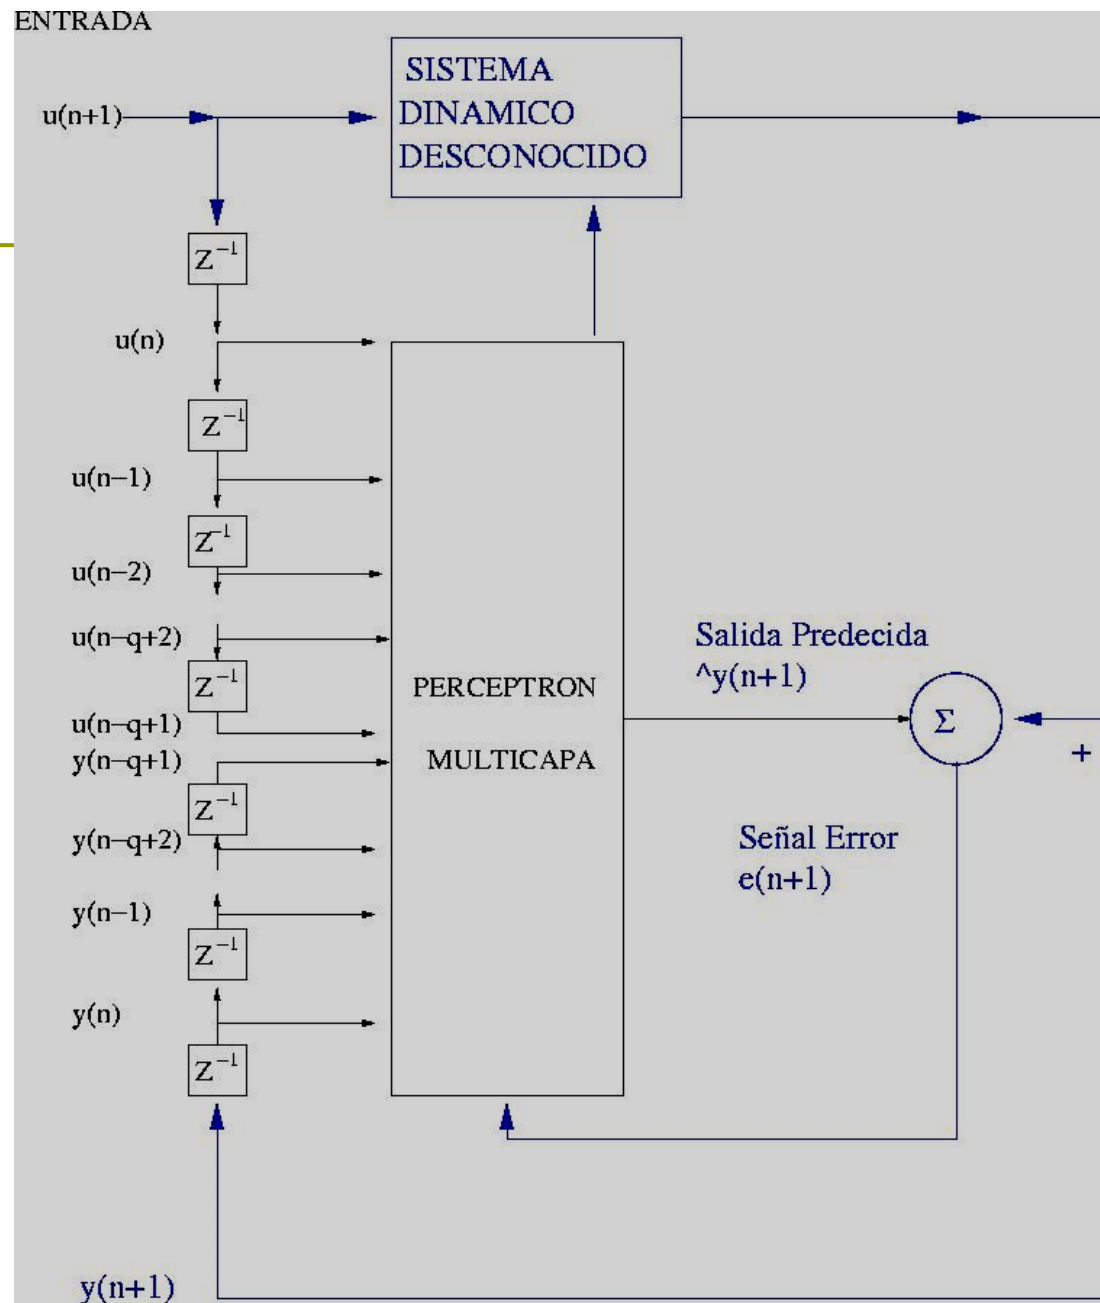 ENTRADA
u(n+1)
SISTEMA
DINAMICO
DESCONOCIDO
Z^-1
u(n)
Z^-1
u(n-1)
Z^-1
u(n-2)
u(n-q+2)
Z^-1
u(n-q+1)
y(n-q+1)
Z^-1
y(n-q+2)
y(n-1)
Z^-1
y(n)
Z^-1
y(n+1)
PERCEPTRON
MULTICAPA
Salida Predecida
^y(n+1)
Σ
+
Señal Error
e(n+1)